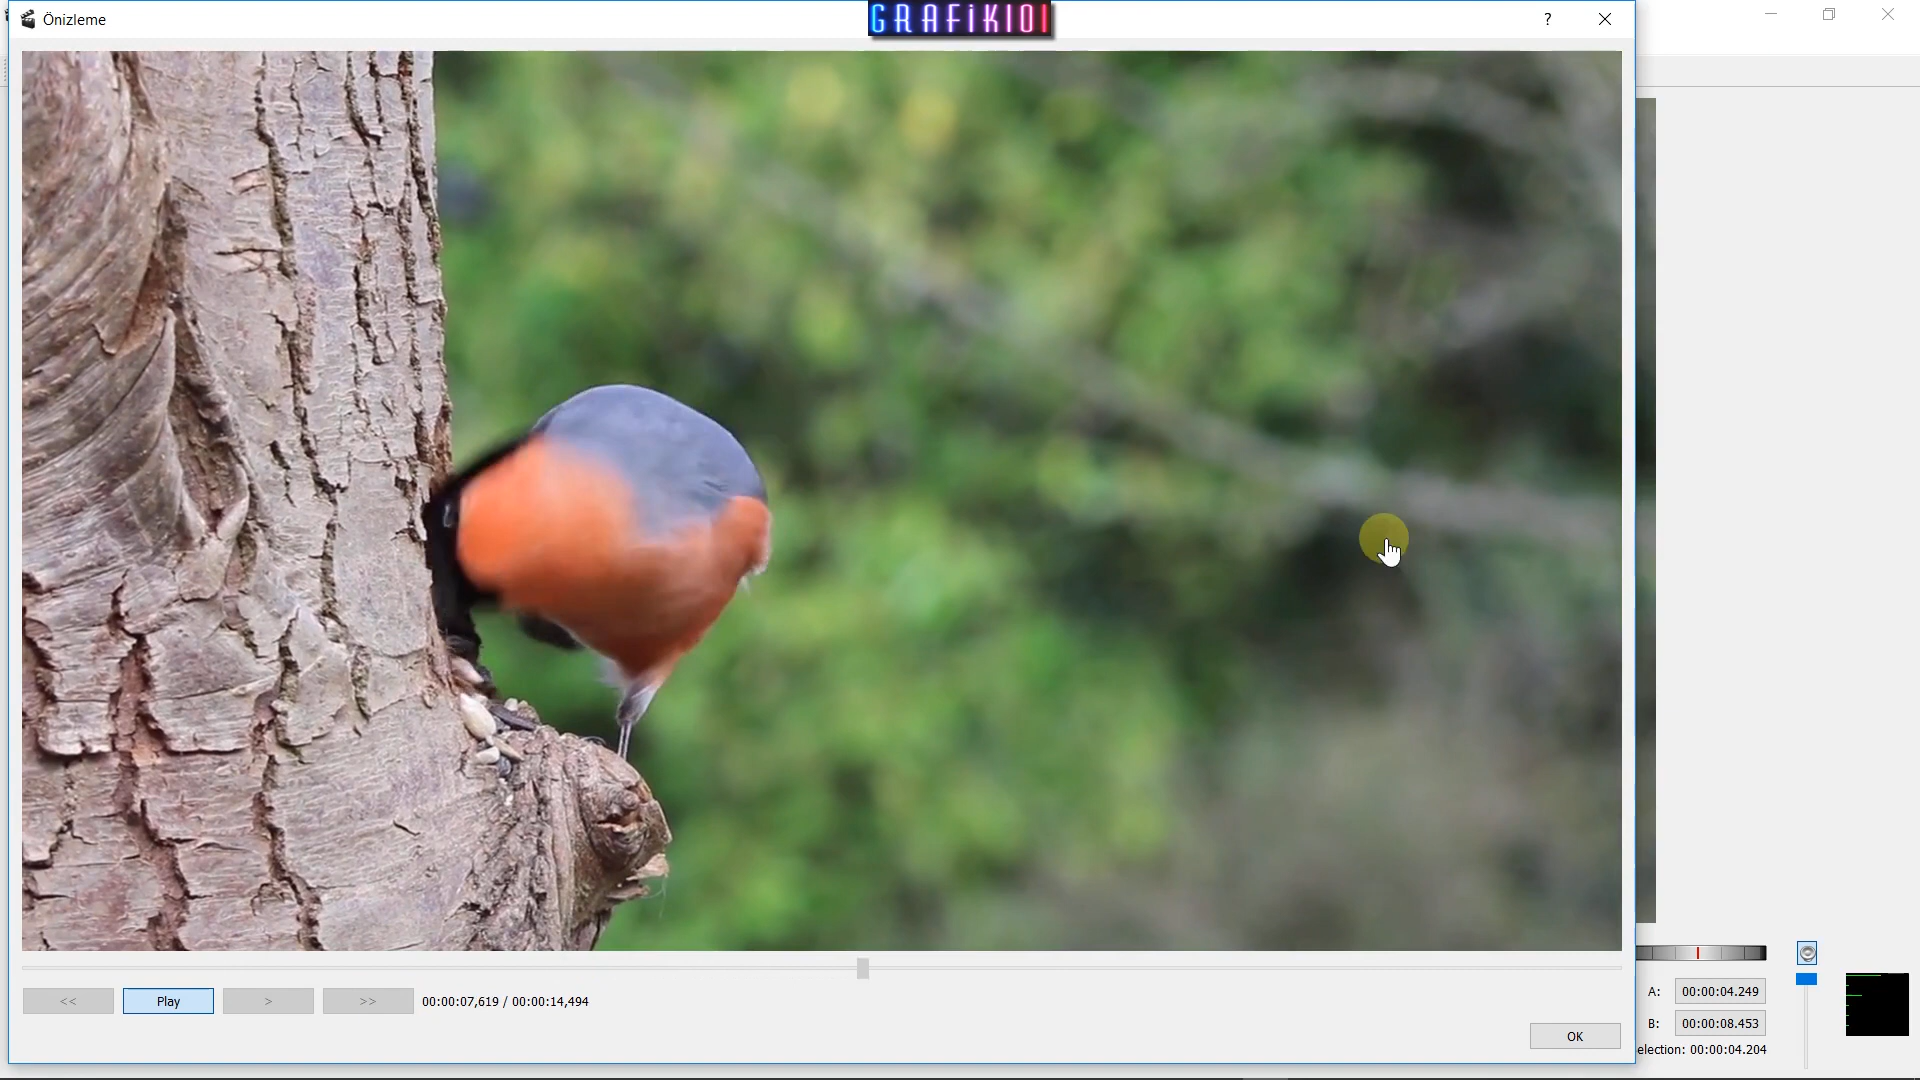 Önizleme
GRAFiK101
?
<<
Play
>
>>
00:00:07,619 / 00:00:14,494
OK
A:
00:00:04.249
B:
00:00:08.453
election: 00:00:04.204